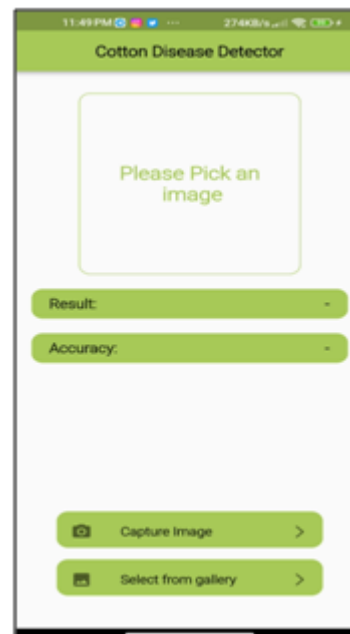 11:49 PM ... 274KB/s
Cotton Disease Detector
Please Pick an
image
Result: -
Accuracy: -
Capture Image >
Select from gallery >